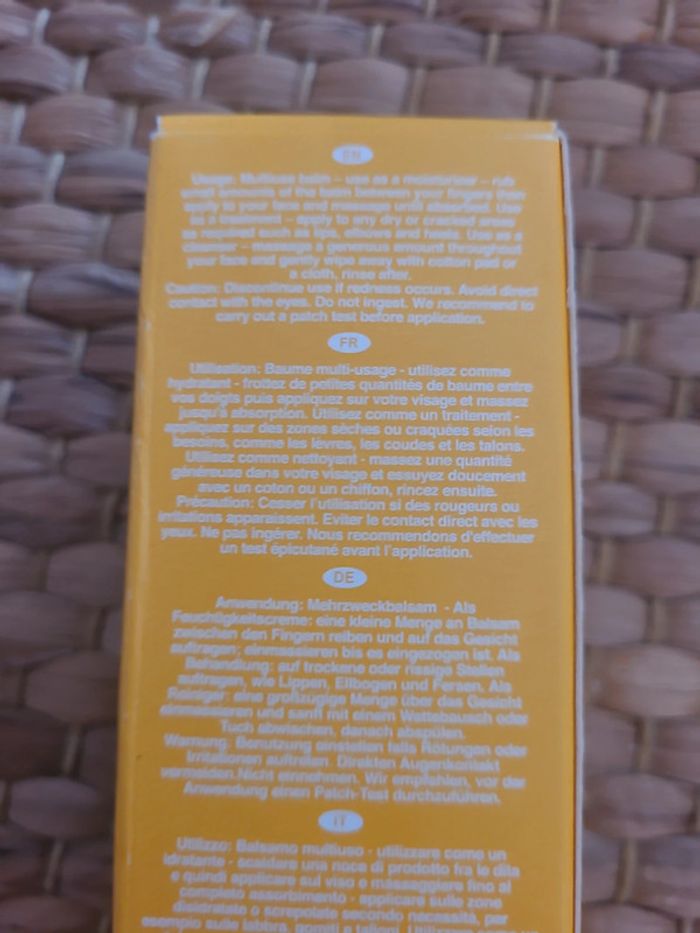 EN
Usage: Multiuse balm – use as a moisturiser – rub
small amounts of the balm between your fingers then
apply to your face and massage until absorbed. Use
as a treatment – apply to any dry or cracked areas
as required such as lips, elbows and heels. Use as a
cleanser – massage a generous amount throughout
your face and gently wipe away with cotton pad or
a cloth, rinse after.
Caution: Discontinue use if redness occurs. Avoid direct
contact with the eyes. Do not ingest. We recommend to
carry out a patch test before application.
FR
Utilisation: Baume multi-usage - utilisez comme
hydratant - frottez de petites quantités de baume entre
vos doigts puis appliquez sur votre visage et massez
jusqu'à absorption. Utilisez comme un traitement -
appliquez sur des zones sèches ou craquées selon les
besoins, comme les lèvres, les coudes et les talons.
Utilisez comme nettoyant - massez une quantité
généreuse dans votre visage et essuyez doucement
avec un coton ou un chiffon, rincez ensuite.
Précaution: Cesser l'utilisation si des rougeurs ou
irritations apparaissent. Eviter le contact direct avec les
yeux. Ne pas ingérer. Nous recommendons d'effectuer
un test épicutané avant l'application.
DE
Anwendung: Mehrzweckbalsam - Als
Feuchtigkeitscreme: eine kleine Menge an Balsam
zwischen den Fingern reiben und auf das Gesicht
auftragen; einmassieren bis es eingezogen ist. Als
Behandlung: auf trockene oder rissige Stellen
auftragen, wie Lippen, Ellbogen und Fersen. Als
Reiniger: eine großzügige Menge über das Gesicht
einmassieren und sanft mit einem Wattebausch oder
Tuch abwischen, danach abspülen.
Warnung: Benutzung einstellen falls Rötungen oder
Irritationen auftreten. Direkten Augenkontakt
vermeiden.Nicht einnehmen. Wir empfehlen, vor der
Anwendung einen Patch-Test durchzuführen.
IT
Utilizzo: Balsamo multiuso - utilizzare come un
idratante - scaldare una noce di prodotto fra le dita
e quindi applicare sul viso e massaggiare fino al
completo assorbimento - applicare sulle zone
disidratate o screpolate secondo necessità, per
esempio sulle labbra, gomiti e talloni. Utilizzare come un